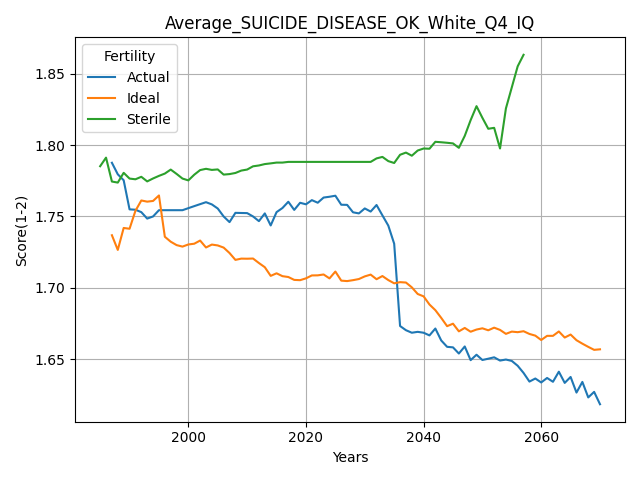 Average_SUICIDE_DISEASE_OK_White_Q4_IQ
Fertility
Actual
Ideal
Sterile
Score(1-2)
1.85
1.80
1.75
1.70
1.65
2000 2020 2040 2060
Years